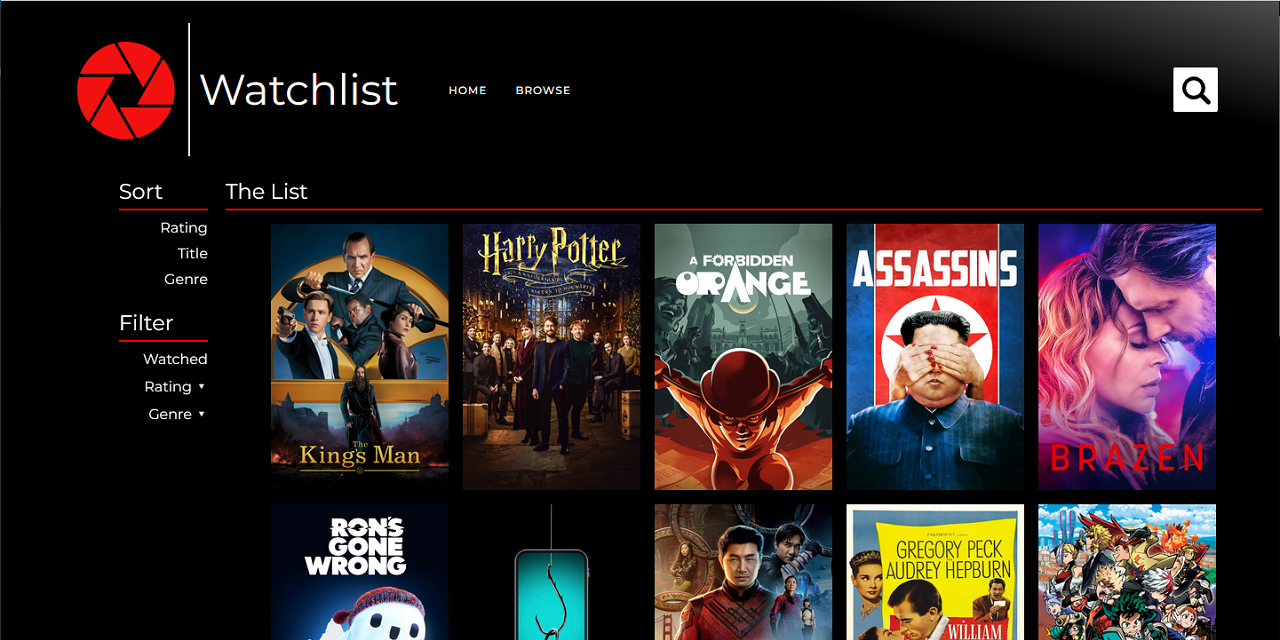 Watchlist
HOME
BROWSE
Sort
Rating
Title
Genre
Filter
Watched
Rating ▾
Genre ▾
The List
The
King's Man
Harry Potter
A FORBIDDEN
ORANGE
ASSASSINS
BRAZEN
RON'S
GONE
WRONG
PARAMOUNT
GREGORY PECK
AUDREY HEPBURN
WILLIAM